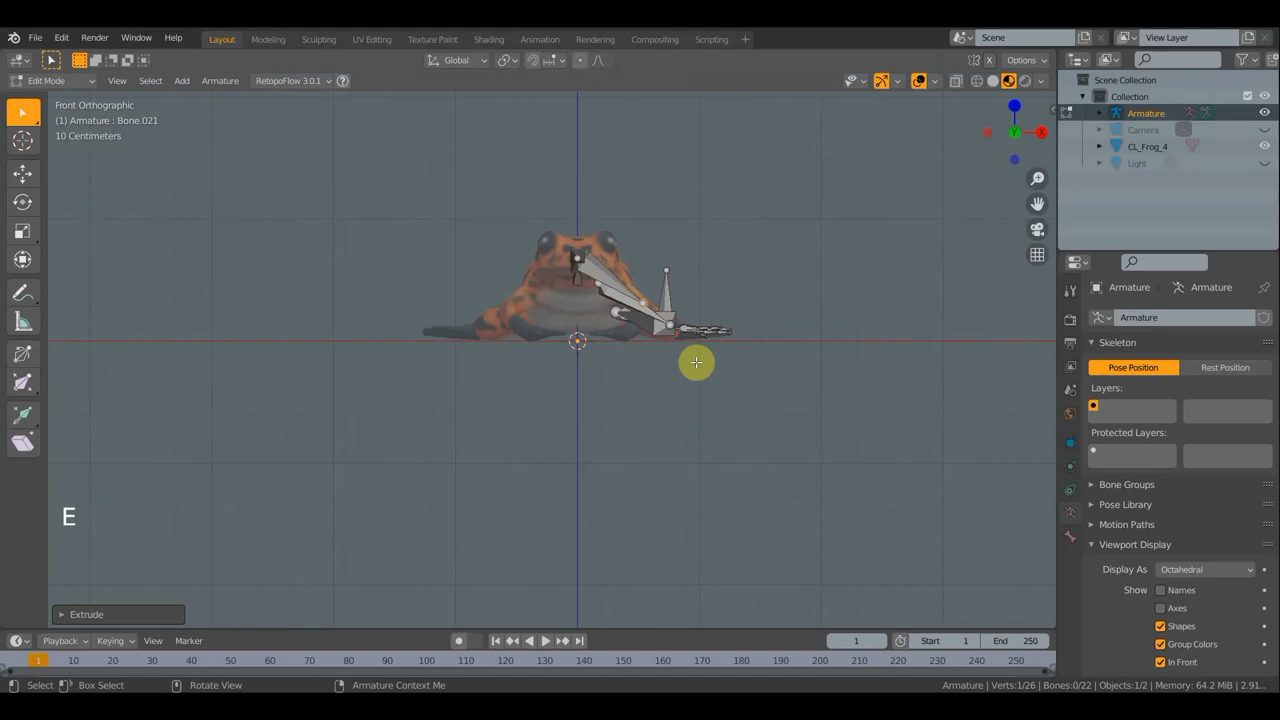 File Edit Render Window Help Layout Modeling Sculpting UV Editing Texture Paint Shading Animation Rendering Compositing Scripting + Scene View Layer
Global X Options
Edit Mode View Select Add Armature RetopoFlow 3.0.1 ?
Front Orthographic
(1) Armature : Bone.021
10 Centimeters
Z
Y
X
Scene Collection
Collection
Armature
Camera
CL_Frog_4
Light
Armature Armature
Armature
Skeleton
Pose Position Rest Position
Layers:
Protected Layers:
Bone Groups
Pose Library
Motion Paths
Viewport Display
Display As Octahedral
Show Names
Axes
Shapes
Group Colors
In Front
E
Extrude
Playback Keying View Marker 1 Start 1 End 250
1 10 20 30 40 50 60 70 80 90 100 110 120 130 140 150 160 170 180 190 200 210 220 230 240 250
Select Box Select Rotate View Armature Context Me Armature | Verts:1/26 | Bones:0/22 | Objects:1/2 | Memory: 64.2 MiB | 2.91...